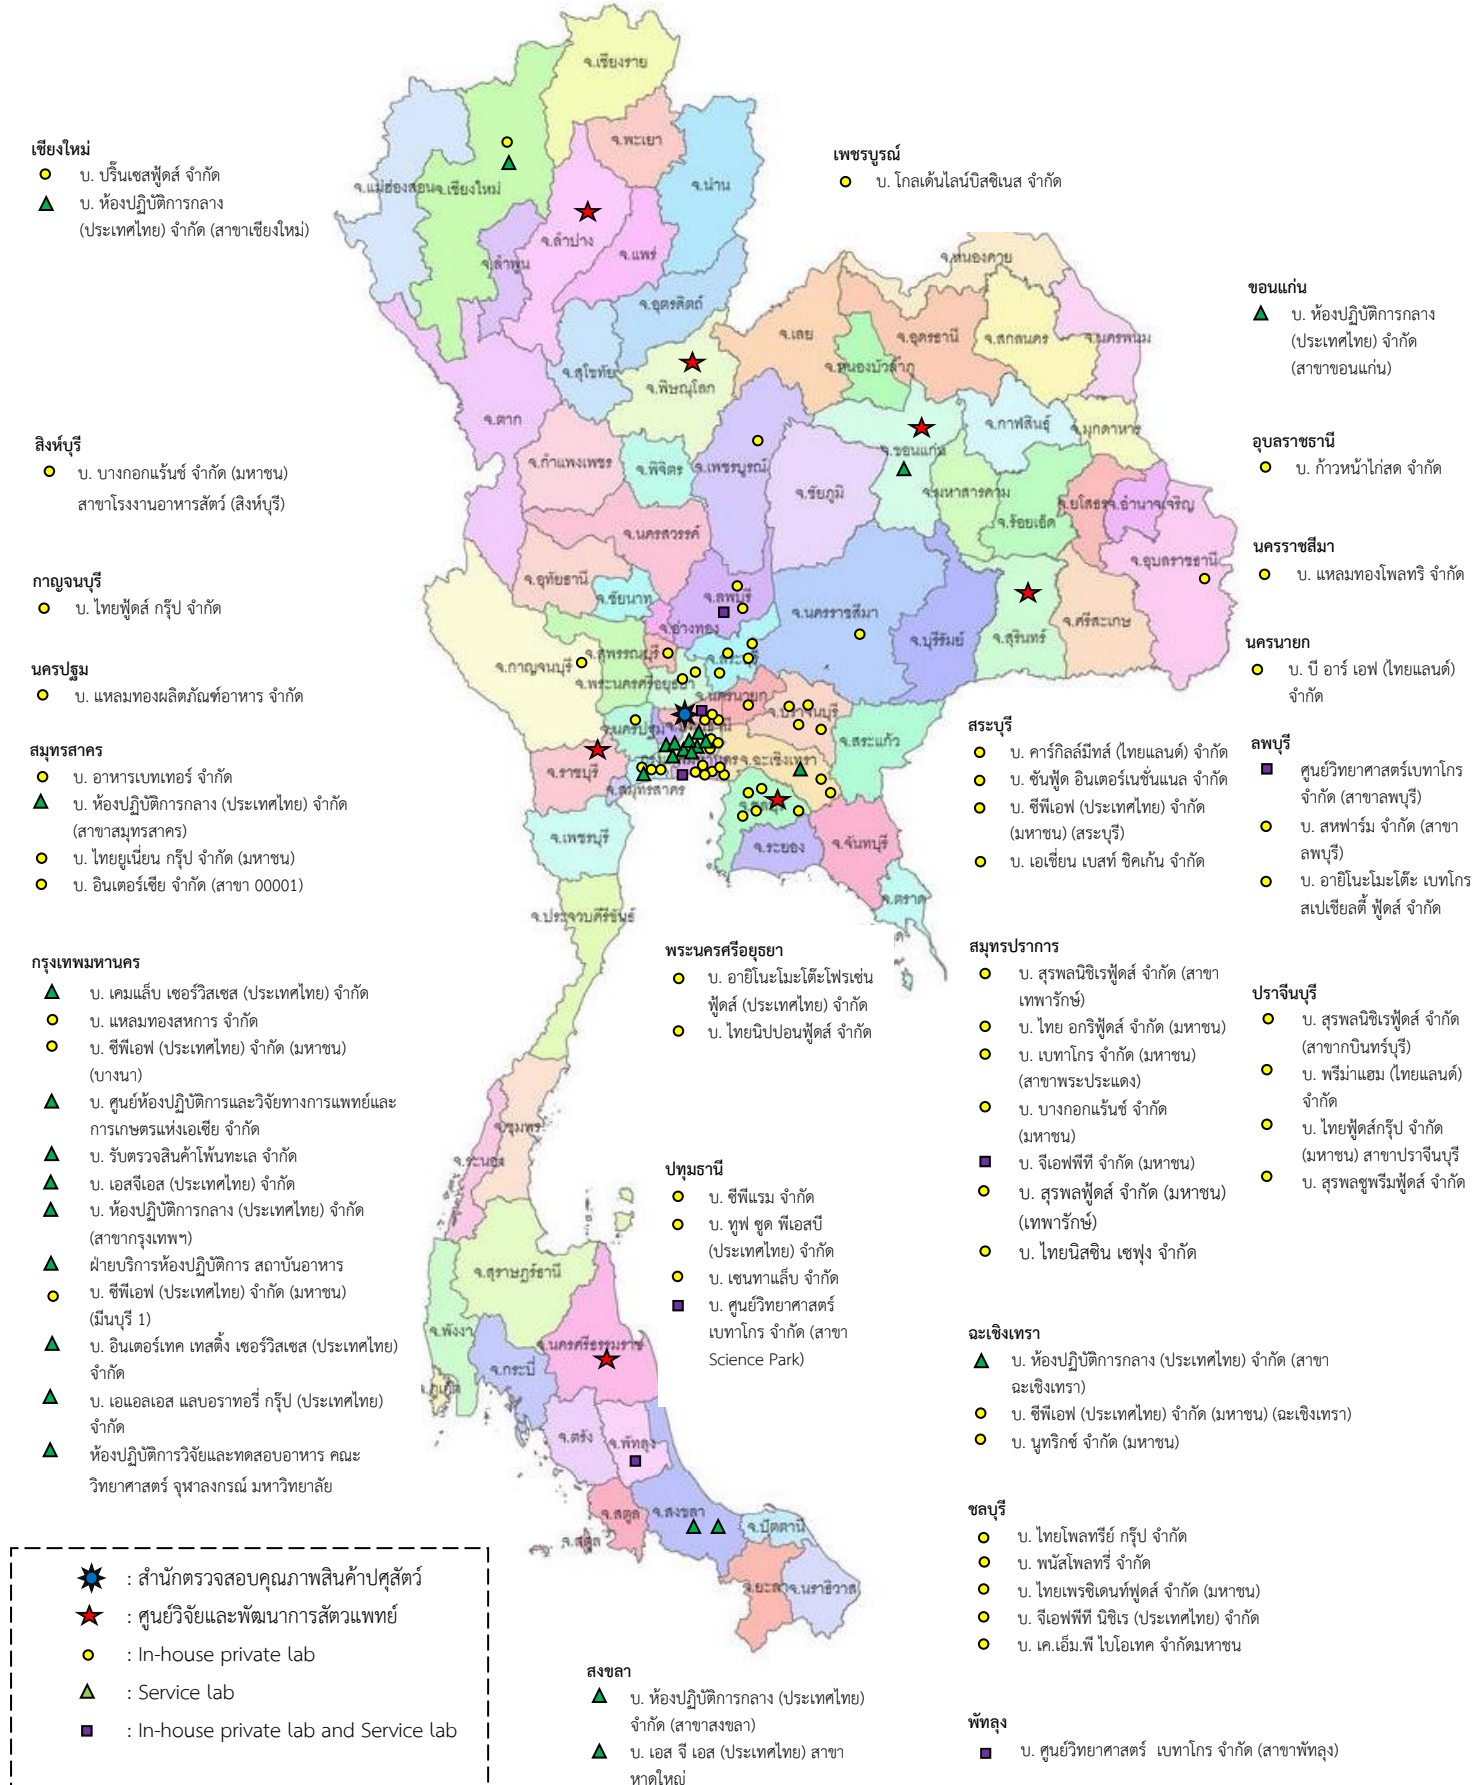 เชียงใหม่
บ. ปริ๊นเซสฟู้ดส์ จำกัด
บ. ห้องปฏิบัติการกลาง
(ประเทศไทย) จำกัด (สาขาเชียงใหม่)
สิงห์บุรี
บ. บางกอกแร้นช์ จำกัด (มหาชน)
สาขาโรงงานอาหารสัตว์ (สิงห์บุรี)
กาญจนบุรี
บ. ไทยฟู้ดส์ กรุ๊ป จำกัด
นครปฐม
บ. แหลมทองผลิตภัณฑ์อาหาร จำกัด
สมุทรสาคร
บ. อาหารเบทเทอร์ จำกัด
บ. ห้องปฏิบัติการกลาง (ประเทศไทย) จำกัด
(สาขาสมุทรสาคร)
บ. ไทยยูเนี่ยน กรุ๊ป จำกัด (มหาชน)
บ. อินเตอร์เซีย จำกัด (สาขา 00001)
กรุงเทพมหานคร
บ. เคมแล็บ เซอร์วิสเซส (ประเทศไทย) จำกัด
บ. แหลมทองสหการ จำกัด
บ. ซีพีเอฟ (ประเทศไทย) จำกัด (มหาชน)
(บางนา)
บ. ศูนย์ห้องปฏิบัติการและวิจัยทางการแพทย์และ
การเกษตรแห่งเอเซีย จำกัด
บ. รับตรวจสินค้าโพ้นทะเล จำกัด
บ. เอสจีเอส (ประเทศไทย) จำกัด
บ. ห้องปฏิบัติการกลาง (ประเทศไทย) จำกัด
(สาขากรุงเทพฯ)
ฝ่ายบริการห้องปฏิบัติการ สถาบันอาหาร
บ. ซีพีเอฟ (ประเทศไทย) จำกัด (มหาชน)
(มีนบุรี 1)
บ. อินเตอร์เทค เทสติ้ง เซอร์วิสเซส (ประเทศไทย)
จำกัด
บ. เอแอลเอส แลบอราทอรี่ กรุ๊ป (ประเทศไทย)
จำกัด
ห้องปฏิบัติการวิจัยและทดสอบอาหาร คณะ
วิทยาศาสตร์ จุฬาลงกรณ์ มหาวิทยาลัย
: สำนักตรวจสอบคุณภาพสินค้าปศุสัตว์
: ศูนย์วิจัยและพัฒนาการสัตวแพทย์
: In-house private lab
: Service lab
: In-house private lab and Service lab
จ.เชียงราย
จ.พะเยา
จ.น่าน
จ.แม่ฮ่องสอน
จ.เชียงใหม่
จ.ลำปาง
จ.แพร่
จ.ลำพูน
จ.อุตรดิตถ์
จ.สุโขทัย
จ.พิษณุโลก
จ.ตาก
จ.กำแพงเพชร
จ.พิจิตร
จ.เพชรบูรณ์
จ.นครสวรรค์
จ.อุทัยธานี
จ.ชัยนาท
จ.ลพบุรี
จ.อ่างทอง
จ.สุพรรณบุรี
จ.สระบุรี
จ.กาญจนบุรี
จ.พระนครศรีอยุธยา
จ.นครนายก
จ.ปราจีนบุรี
จ.นครปฐม
จ.สระแก้ว
จ.ราชบุรี
จ.ฉะเชิงเทรา
จ.สมุทรสาคร
จ.ชลบุรี
จ.เพชรบุรี
จ.ระยอง
จ.จันทบุรี
จ.ตราด
จ.ประจวบคีรีขันธ์
จ.หนองคาย
จ.เลย
จ.อุดรธานี
จ.สกลนคร
จ.นครพนม
จ.หนองบัวลำภู
จ.กาฬสินธุ์
จ.มุกดาหาร
จ.ขอนแก่น
จ.ชัยภูมิ
จ.มหาสารคาม
จ.ร้อยเอ็ด
จ.ยโสธร
จ.อำนาจเจริญ
จ.อุบลราชธานี
จ.นครราชสีมา
จ.บุรีรัมย์
จ.สุรินทร์
จ.ศรีสะเกษ
จ.ชุมพร
จ.ระนอง
จ.สุราษฎร์ธานี
จ.พังงา
จ.นครศรีธรรมราช
จ.กระบี่
จ.ภูเก็ต
จ.ตรัง
จ.พัทลุง
จ.สตูล
จ.สตูล
จ.สงขลา
จ.ปัตตานี
จ.ยะลา
จ.นราธิวาส
เพชรบูรณ์
บ. โกลเด้นไลน์บิสซิเนส จำกัด
ขอนแก่น
บ. ห้องปฏิบัติการกลาง
(ประเทศไทย) จำกัด
(สาขาขอนแก่น)
อุบลราชธานี
บ. ก้าวหน้าไก่สด จำกัด
นครราชสีมา
บ. แหลมทองโพลทริ จำกัด
นครนายก
บ. บี อาร์ เอฟ (ไทยแลนด์)
จำกัด
สระบุรี
บ. คาร์กิลล์มีทส์ (ไทยแลนด์) จำกัด
บ. ซันฟู้ด อินเตอร์เนชั่นแนล จำกัด
บ. ซีพีเอฟ (ประเทศไทย) จำกัด
(มหาชน) (สระบุรี)
บ. เอเชี่ยน เบสท์ ชิคเก้น จำกัด
ลพบุรี
ศูนย์วิทยาศาสตร์เบทาโกร
จำกัด (สาขาลพบุรี)
บ. สหฟาร์ม จำกัด (สาขา
ลพบุรี)
บ. อายิโนะโมะโต๊ะ เบทโกร
สเปเชียลตี้ ฟู้ดส์ จำกัด
พระนครศรีอยุธยา
บ. อายิโนะโมะโต๊ะโฟรเซ่น
ฟู้ดส์ (ประเทศไทย) จำกัด
บ. ไทยนิปปอนฟู้ดส์ จำกัด
สมุทรปราการ
บ. สุรพลนิชิเรฟู้ดส์ จำกัด (สาขา
เทพารักษ์)
บ. ไทย อกริฟู้ดส์ จำกัด (มหาชน)
บ. เบทาโกร จำกัด (มหาชน)
(สาขาพระประแดง)
บ. บางกอกแร้นช์ จำกัด
(มหาชน)
บ. จีเอฟพีที จำกัด (มหาชน)
บ. สุรพลฟู้ดส์ จำกัด (มหาชน)
(เทพารักษ์)
บ. ไทยนิสชิน เซฟุง จำกัด
ปราจีนบุรี
บ. สุรพลนิชิเรฟู้ดส์ จำกัด
(สาขากบินทร์บุรี)
บ. พรีม่าแฮม (ไทยแลนด์)
จำกัด
บ. ไทยฟู้ดส์กรุ๊ป จำกัด
(มหาชน) สาขาปราจีนบุรี
บ. สุรพลซูพรีมฟู้ดส์ จำกัด
ปทุมธานี
บ. ซีพีแรม จำกัด
บ. ทูฟ ซูด พีเอสบี
(ประเทศไทย) จำกัด
บ. เซนทาแล็บ จำกัด
บ. ศูนย์วิทยาศาสตร์
เบทาโกร จำกัด (สาขา
Science Park)
ฉะเชิงเทรา
บ. ห้องปฏิบัติการกลาง (ประเทศไทย) จำกัด (สาขา
ฉะเชิงเทรา)
บ. ซีพีเอฟ (ประเทศไทย) จำกัด (มหาชน) (ฉะเชิงเทรา)
บ. นูทริกซ์ จำกัด (มหาชน)
ชลบุรี
บ. ไทยโพลทรีย์ กรุ๊ป จำกัด
บ. พนัสโพลทรี่ จำกัด
บ. ไทยเพรซิเดนท์ฟูดส์ จำกัด (มหาชน)
บ. จีเอฟพีที นิชิเร (ประเทศไทย) จำกัด
บ. เค.เอ็ม.พี ไบโอเทค จำกัดมหาชน
สงขลา
บ. ห้องปฏิบัติการกลาง (ประเทศไทย)
จำกัด (สาขาสงขลา)
บ. เอส จี เอส (ประเทศไทย) สาขา
หาดใหญ่
พัทลุง
บ. ศูนย์วิทยาศาสตร์ เบทาโกร จำกัด (สาขาพัทลุง)